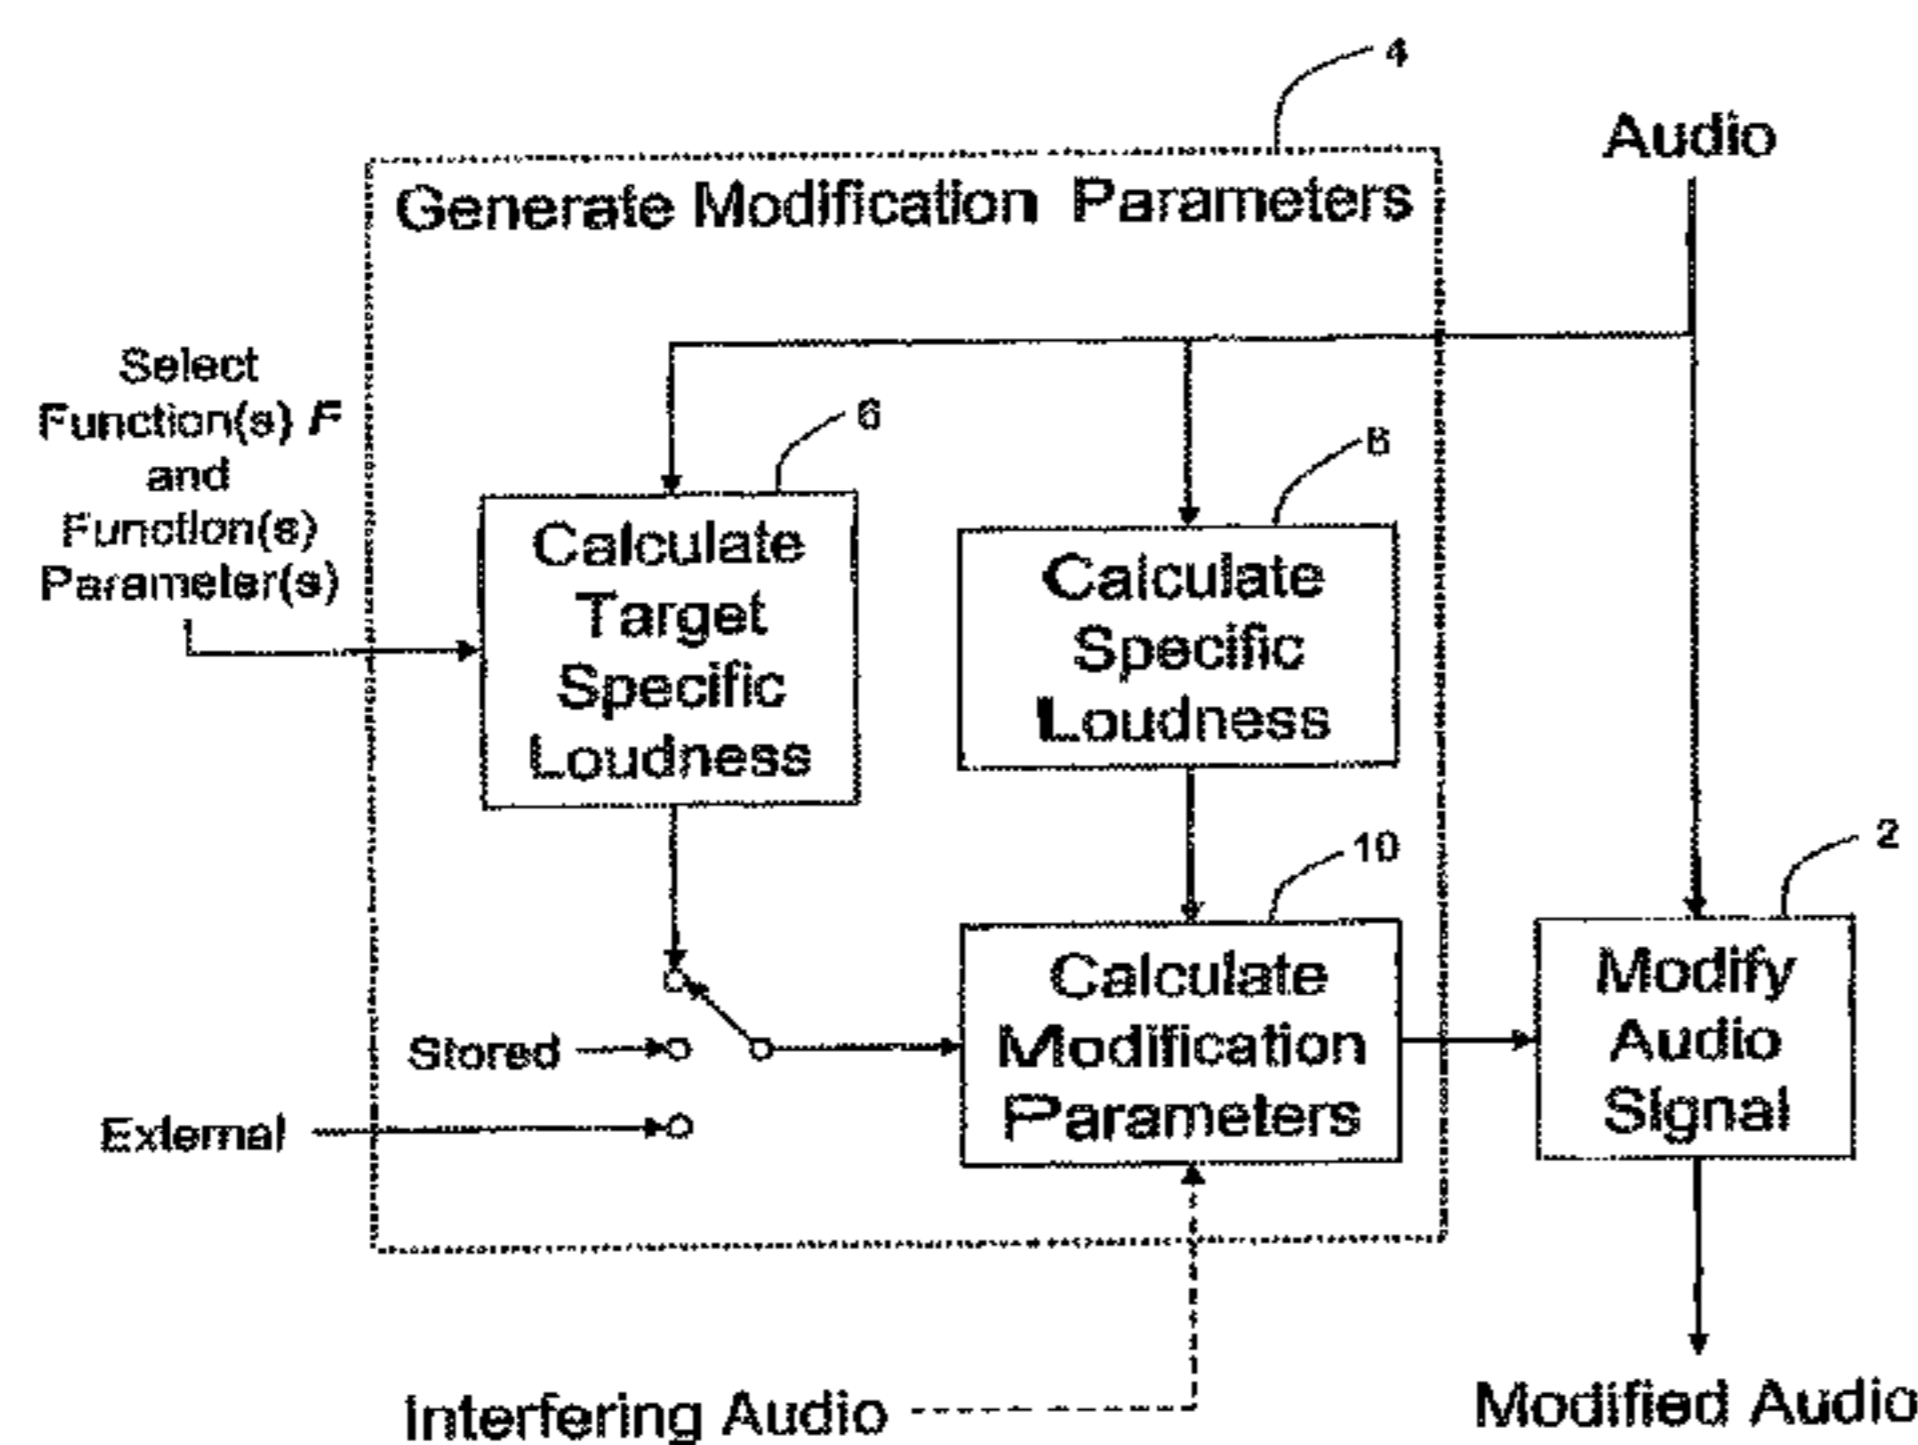 4
Audio
Generate Modification Parameters
Select
Function(s) F
and
Function(s)
Parameter(s)
6
Calculate
Target
Specific
Loudness
Calculate
Specific
Loudness
10
2
Calculate
Modification
Parameters
Modify
Audio
Signal
Stored
External
Interfering Audio
Modified Audio